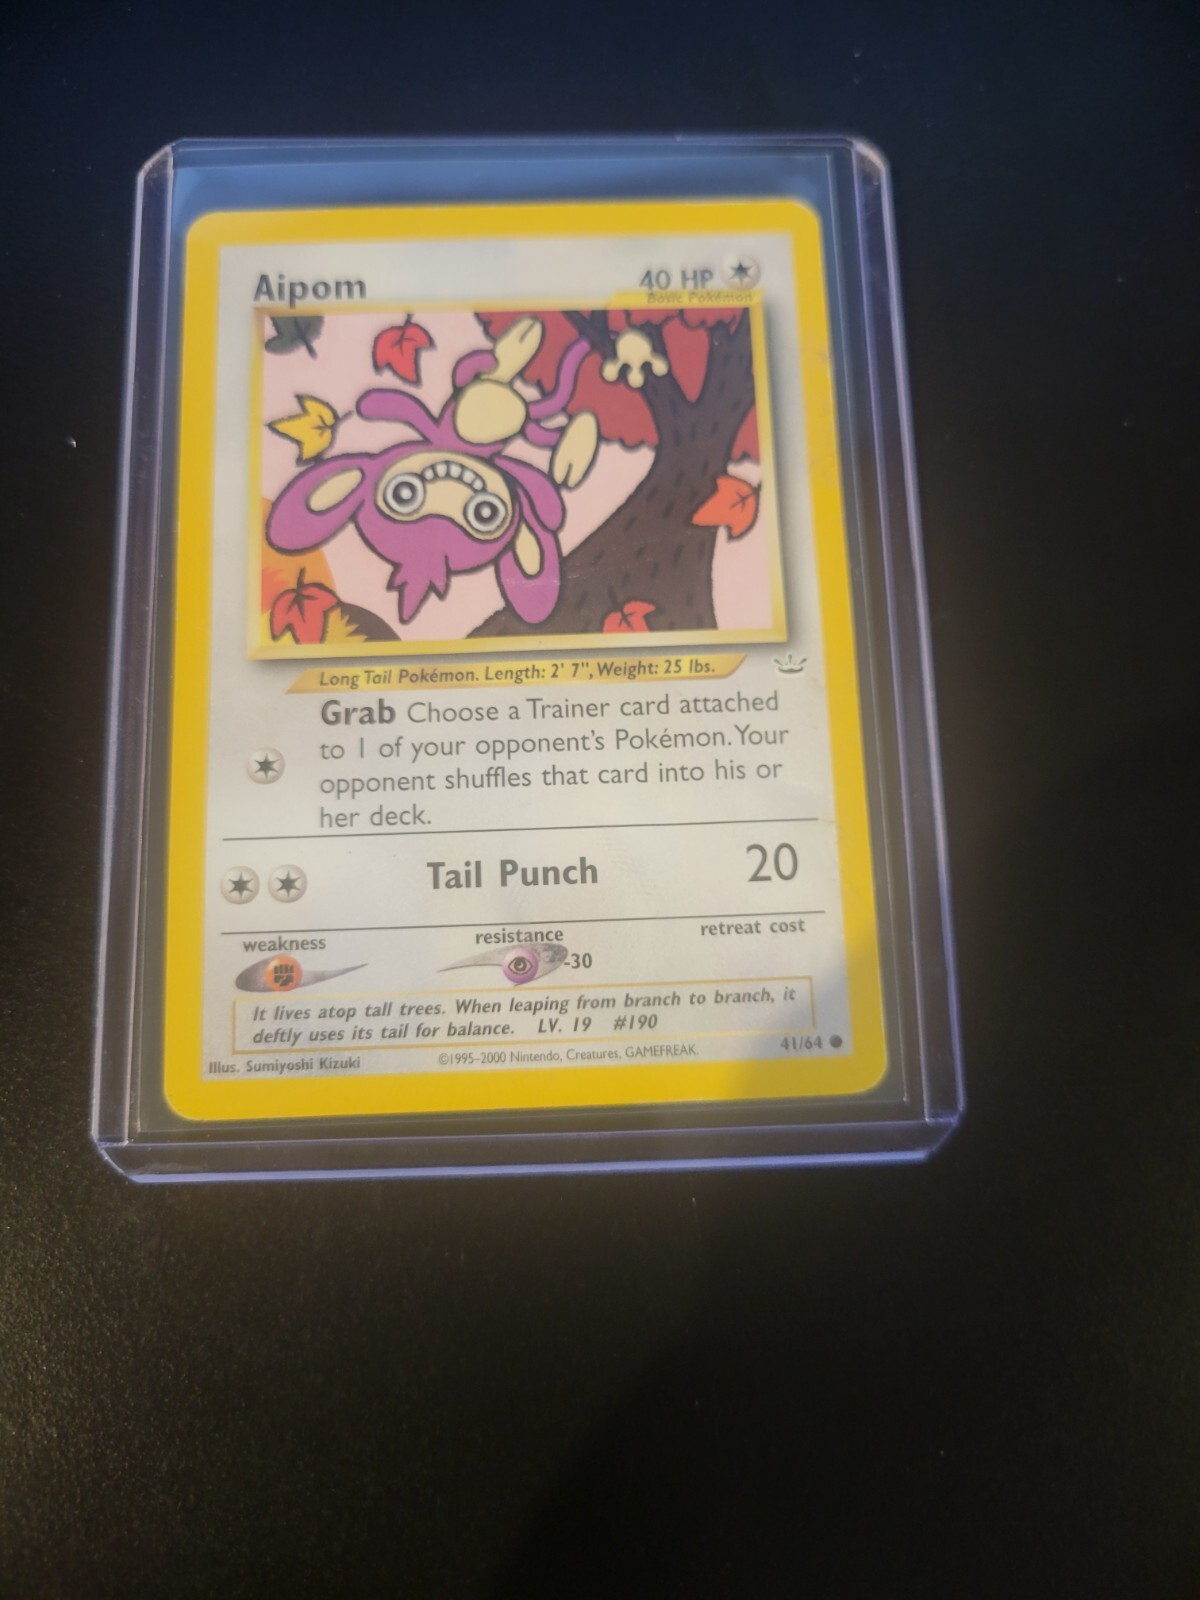 Aipom
40 HP
Basic Pokémon
Long Tail Pokémon. Length: 2' 7", Weight: 25 lbs.
Grab Choose a Trainer card attached
to 1 of your opponent's Pokémon. Your
opponent shuffles that card into his or
her deck.
Tail Punch 20
weakness
resistance
retreat cost
-30
It lives atop tall trees. When leaping from branch to branch, it
deftly uses its tail for balance. LV. 19 #190
Illus. Sumiyoshi Kizuki
©1995-2000 Nintendo, Creatures, GAMEFREAK.
41/64